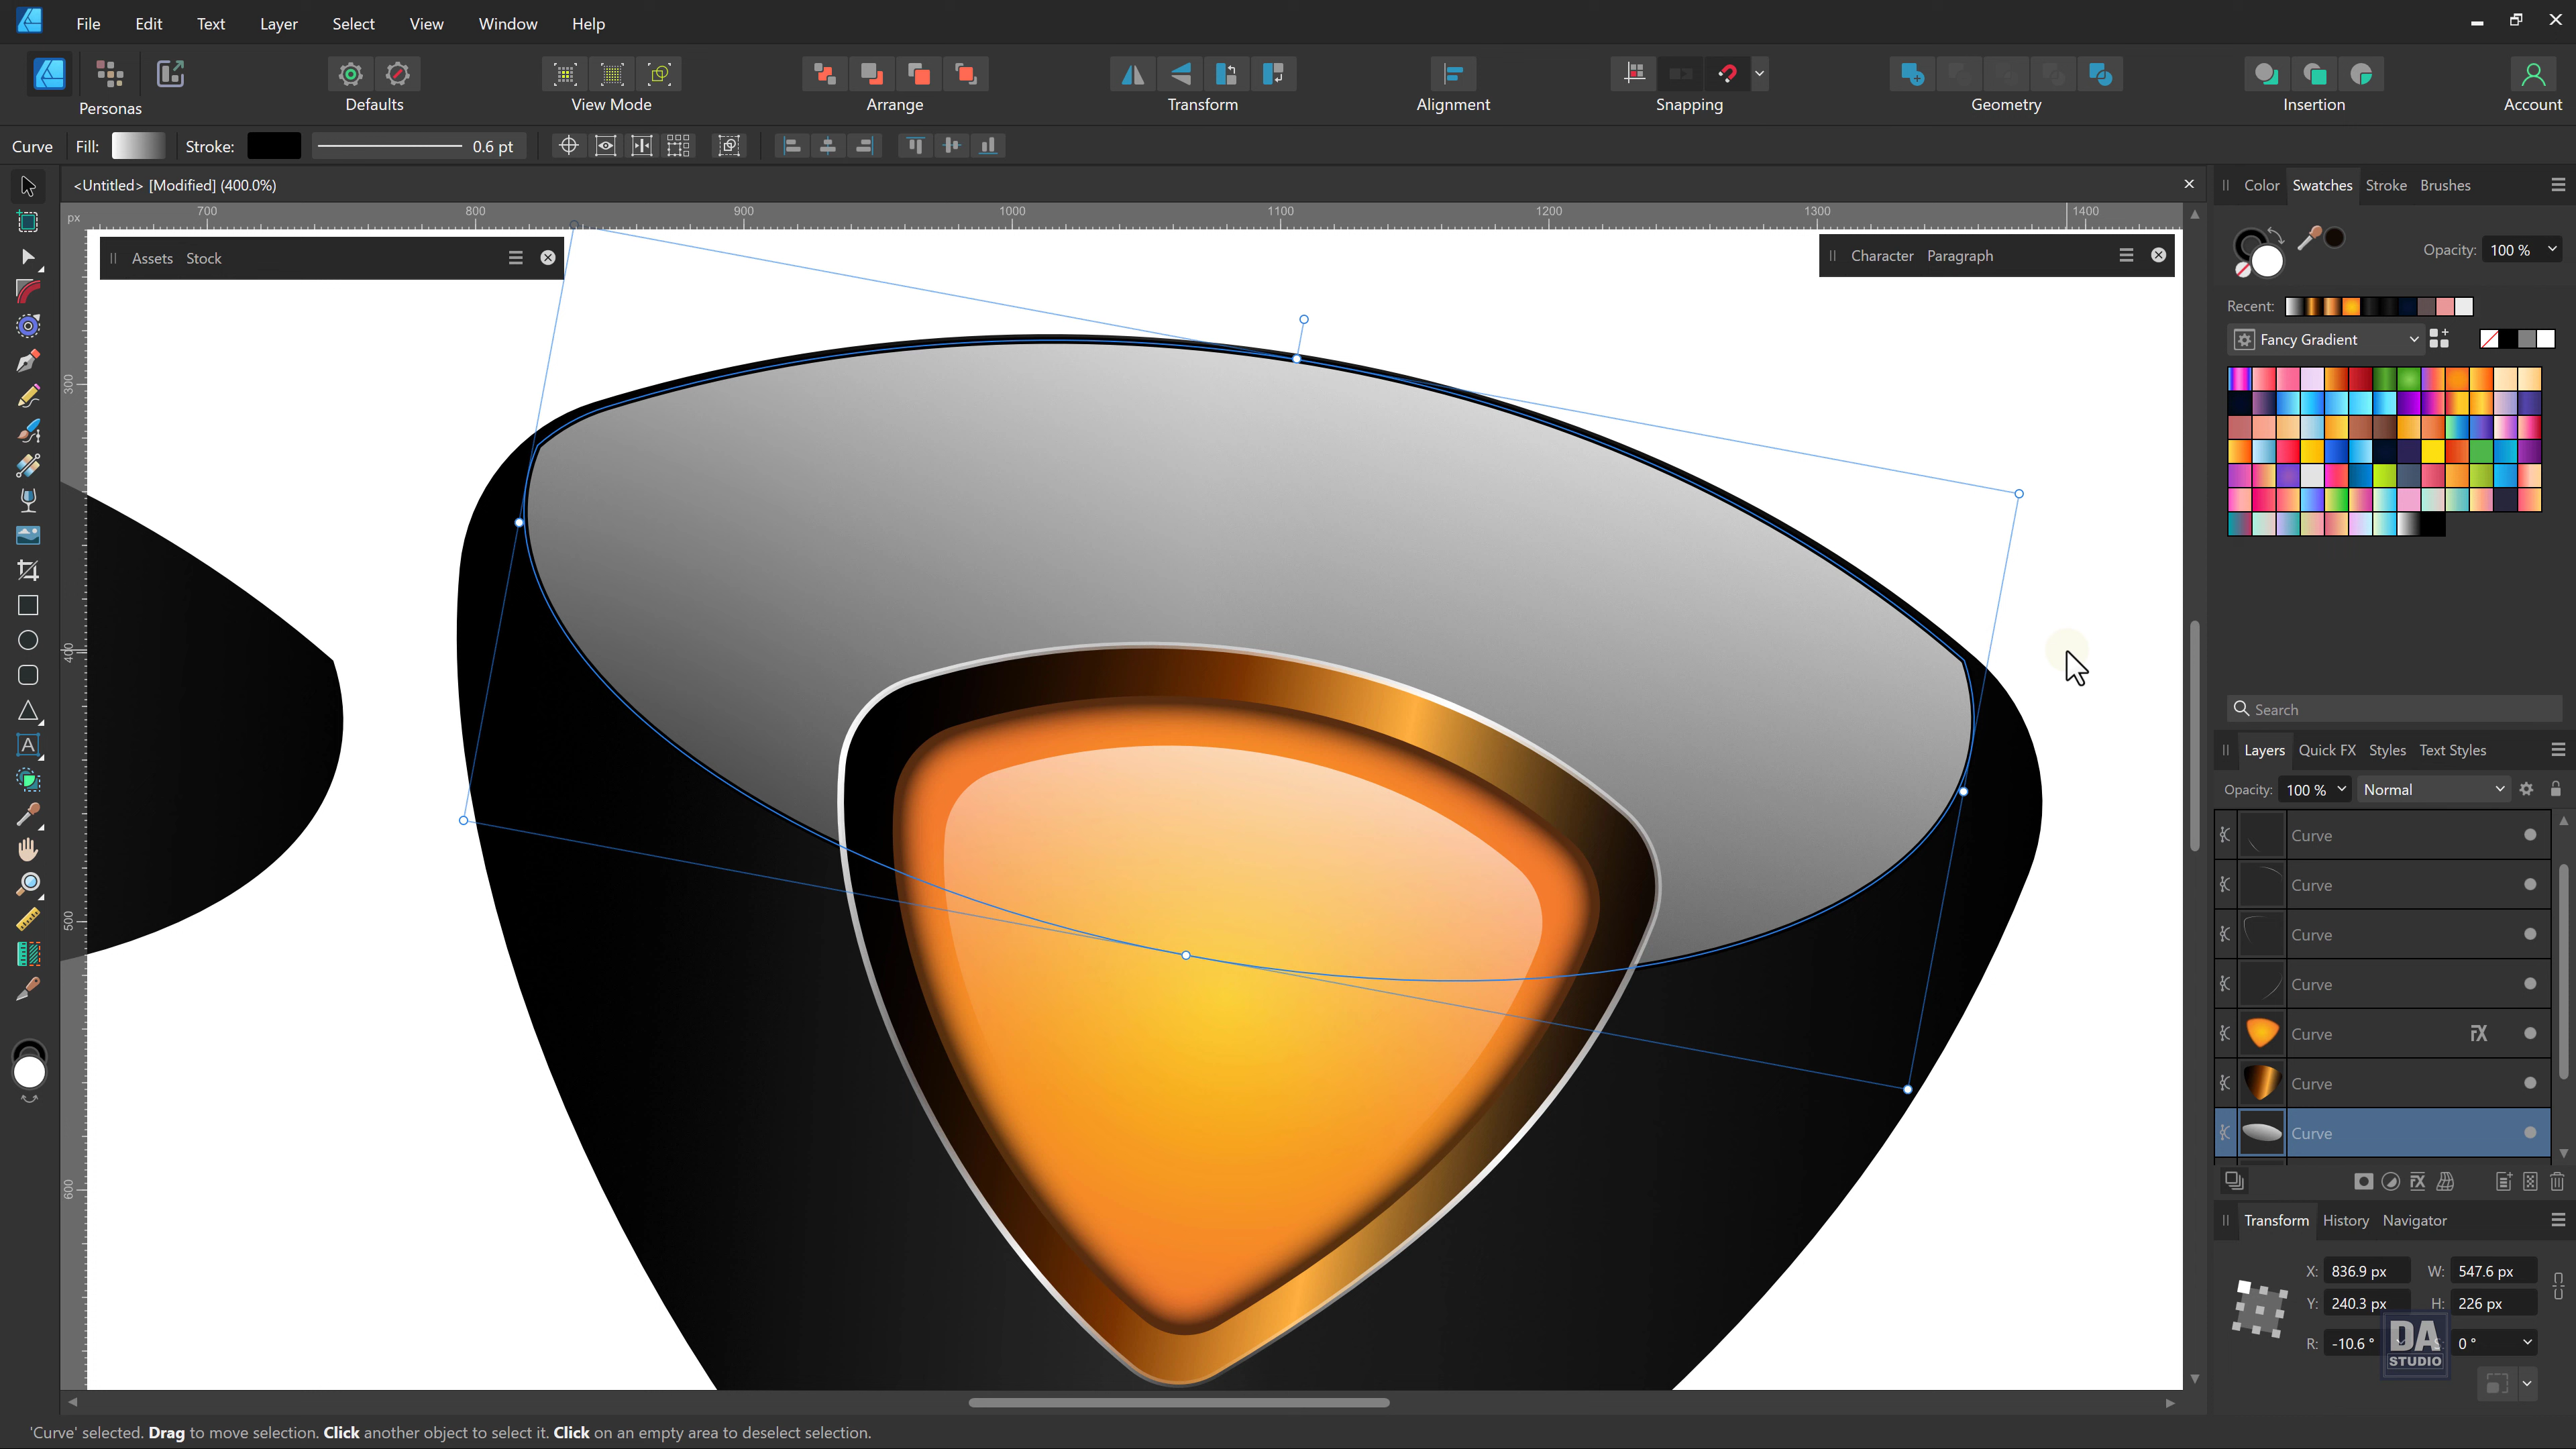 File Edit Text Layer Select View Window Help
Personas Defaults View Mode Arrange Transform Alignment Snapping Geometry Insertion Account
Curve Fill: Stroke: 0.6 pt
<Untitled> [Modified] (400.0%)
px 700 800 900 1000 1100 1200 1300 1400
Assets Stock
Character Paragraph
300
400
500
600
Color Swatches Stroke Brushes
Opacity: 100 %
Recent:
Fancy Gradient
Search
Layers Quick FX Styles Text Styles
Opacity: 100 % Normal
Curve
Curve
Curve
Curve
Curve
Curve
Curve
Transform History Navigator
X: 836.9 px W: 547.6 px
Y: 240.3 px H: 226 px
R: -10.6 ° 0 °
DA
STUDIO
'Curve' selected. Drag to move selection. Click another object to select it. Click on an empty area to deselect selection.